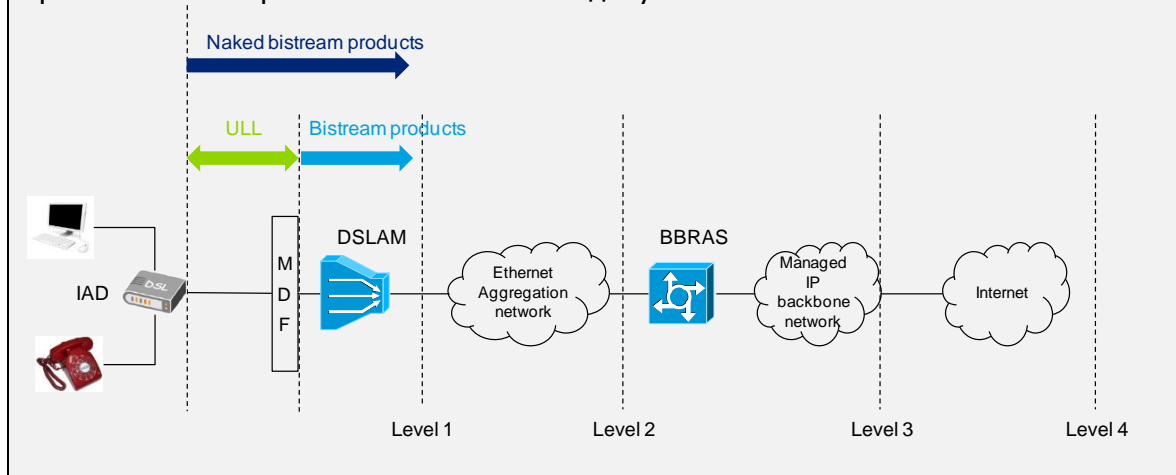 Naked bistream products
ULL
Bistream products
DSLAM
BBRAS
IAD
DSL
M
D
F
Ethernet
Aggregation
network
Managed
IP
backbone
network
Internet
Level 1
Level 2
Level 3
Level 4